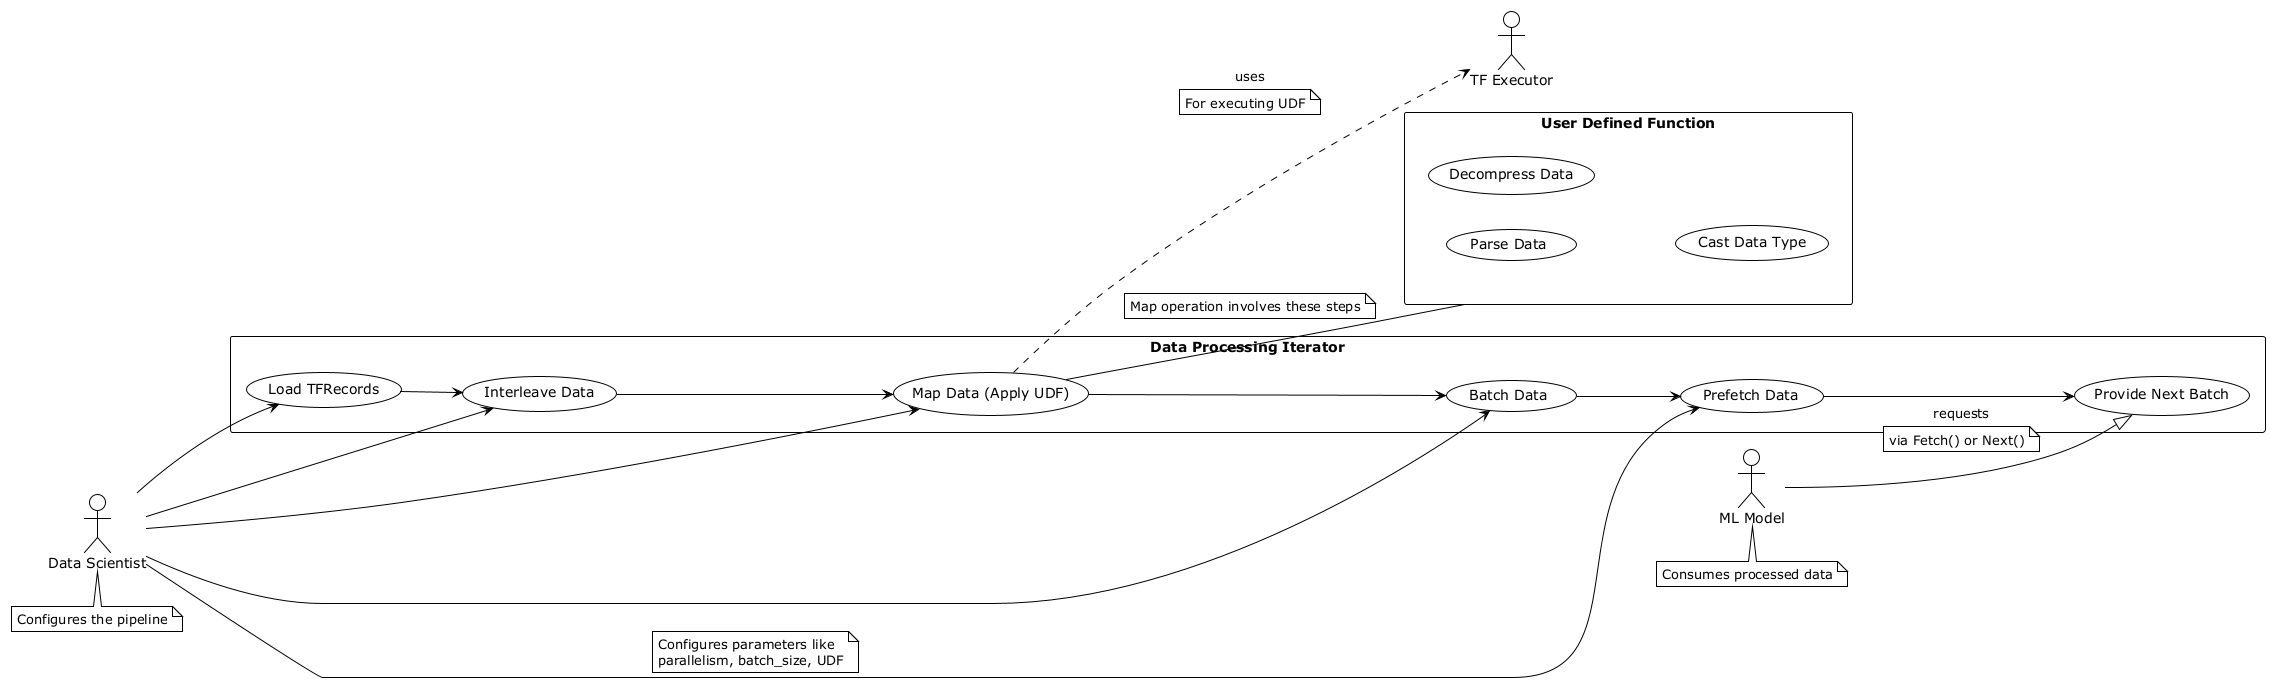 TF Executor
uses
For executing UDF
User Defined Function
Decompress Data
Parse Data
Cast Data Type
Map operation involves these steps
Data Processing Iterator
Load TFRecords
Interleave Data
Map Data (Apply UDF)
Batch Data
Prefetch Data
Provide Next Batch
requests
via Fetch() or Next()
ML Model
Consumes processed data
Data Scientist
Configures the pipeline
Configures parameters like
parallelism, batch_size, UDF